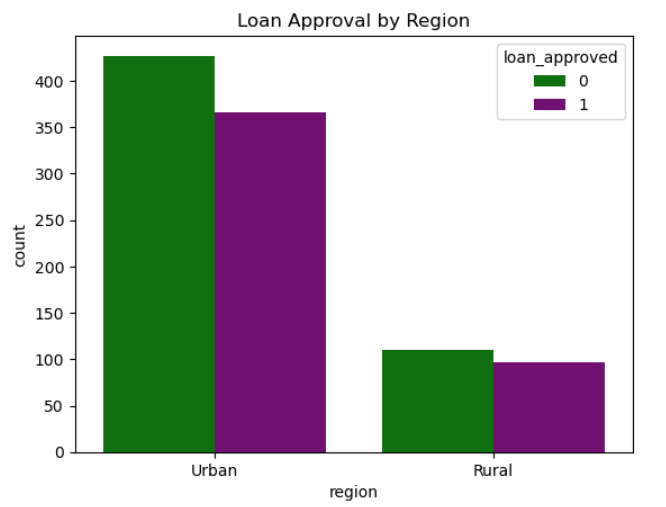 Loan Approval by Region
loan_approved
0
1
400
350
300
250
200
150
100
50
0
count
Urban
Rural
region